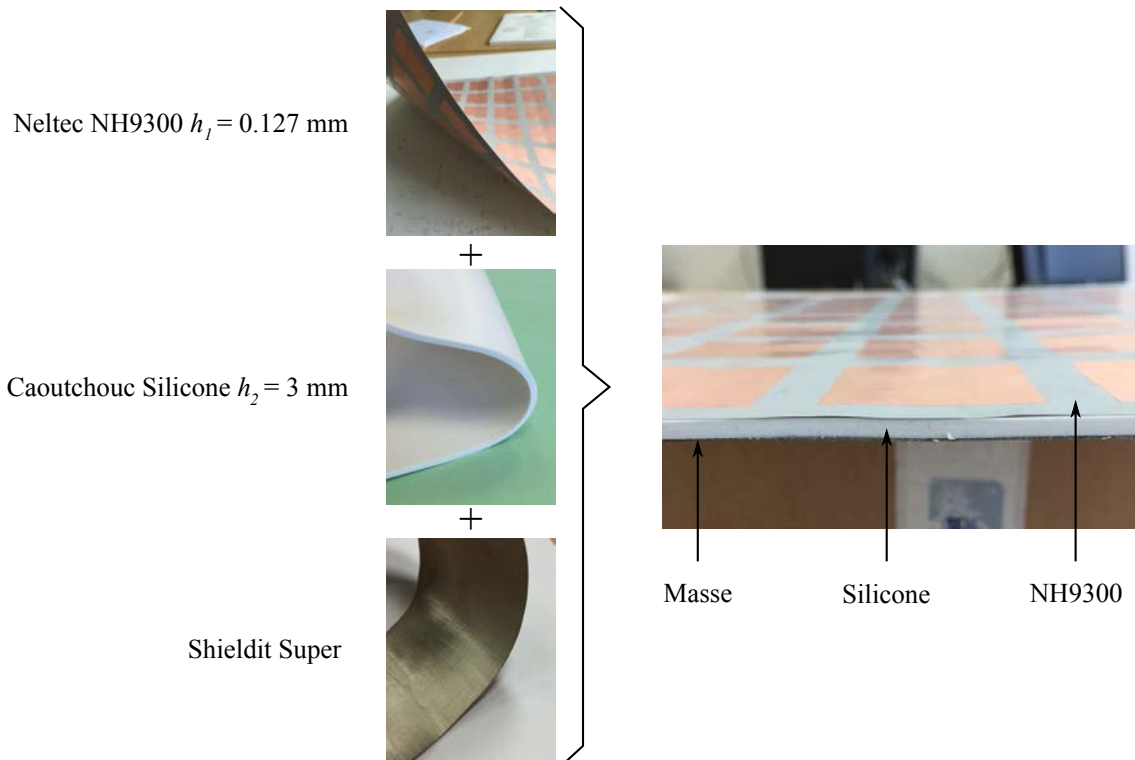 Neltec NH9300 h₁ = 0.127 mm
+
Caoutchouc Silicone h₂ = 3 mm
+
Shieldit Super
Masse
Silicone
NH9300